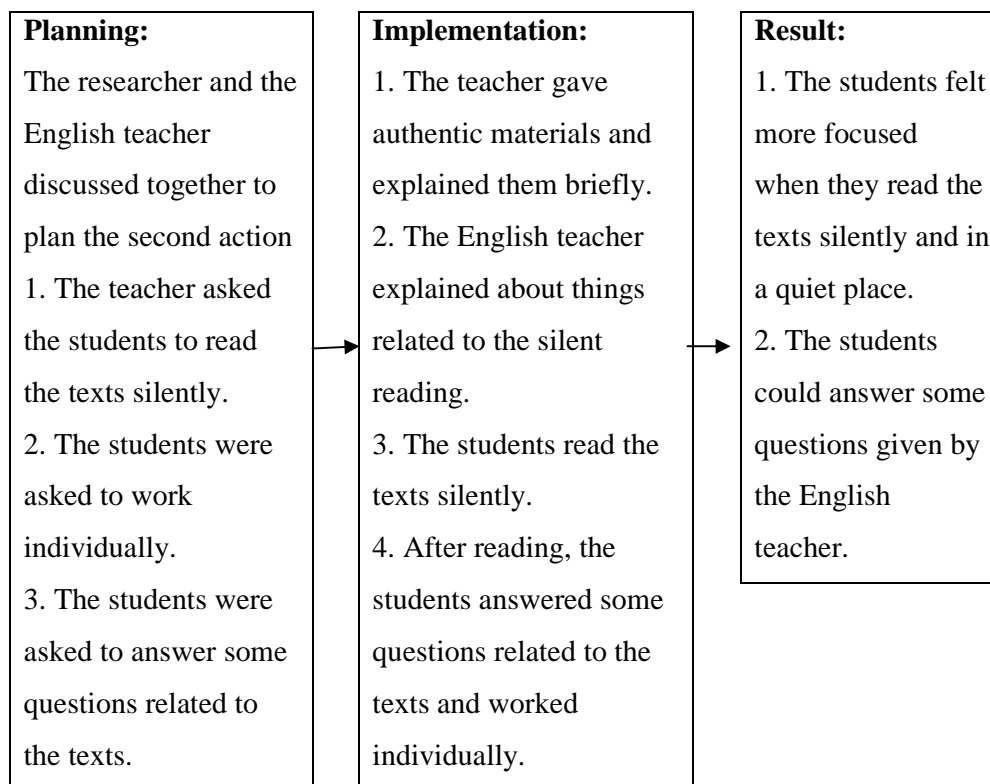 Planning:
The researcher and the
English teacher
discussed together to
plan the second action
1. The teacher asked
the students to read
the texts silently.
2. The students were
asked to work
individually.
3. The students were
asked to answer some
questions related to
the texts.
Implementation:
1. The teacher gave
authentic materials and
explained them briefly.
2. The English teacher
explained about things
related to the silent
reading.
3. The students read the
texts silently.
4. After reading, the
students answered some
questions related to the
texts and worked
individually.
Result:
1. The students felt
more focused
when they read the
texts silently and in
a quiet place.
2. The students
could answer some
questions given by
the English
teacher.